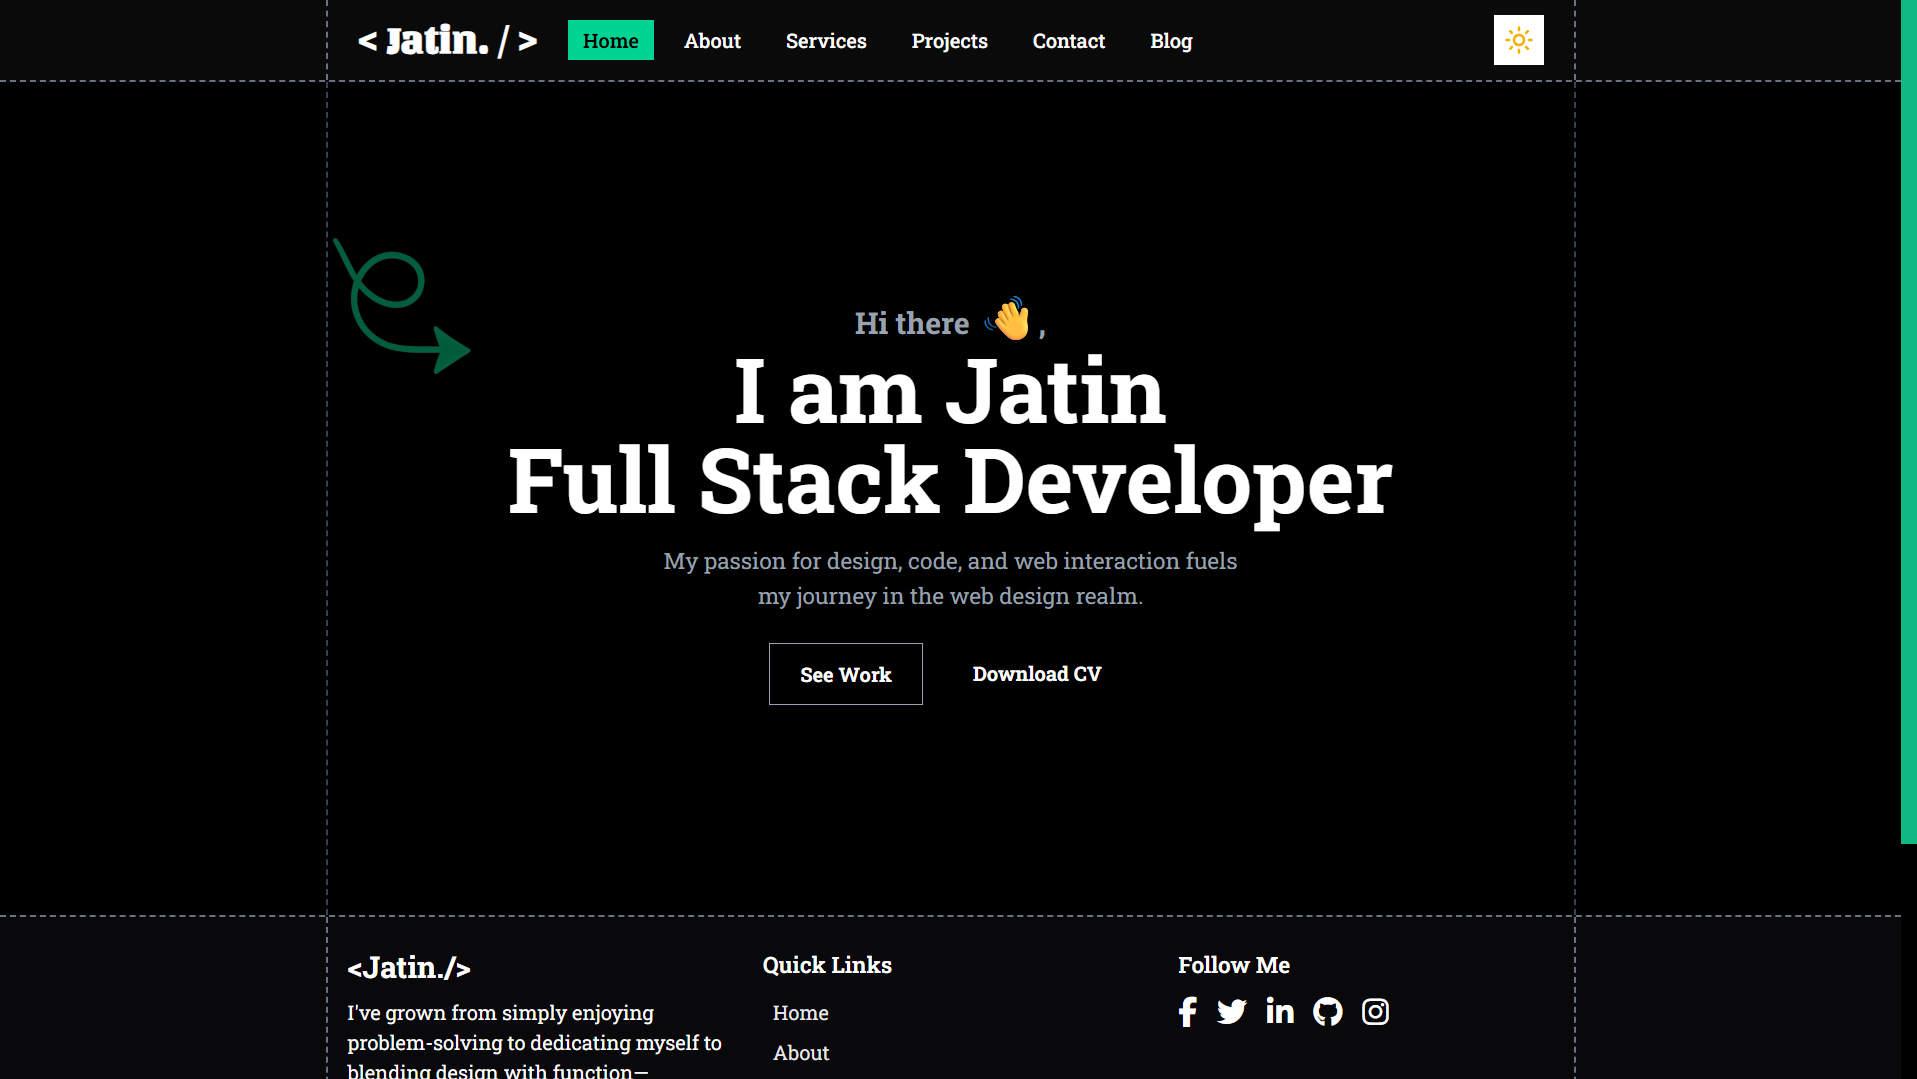 < Jatin. / >
Home
About
Services
Projects
Contact
Blog
Hi there 👋 ,
I am Jatin
Full Stack Developer
My passion for design, code, and web interaction fuels
my journey in the web design realm.
See Work
Download CV
<Jatin./>
I've grown from simply enjoying
problem-solving to dedicating myself to
blending design with function—
Quick Links
Home
About
Follow Me